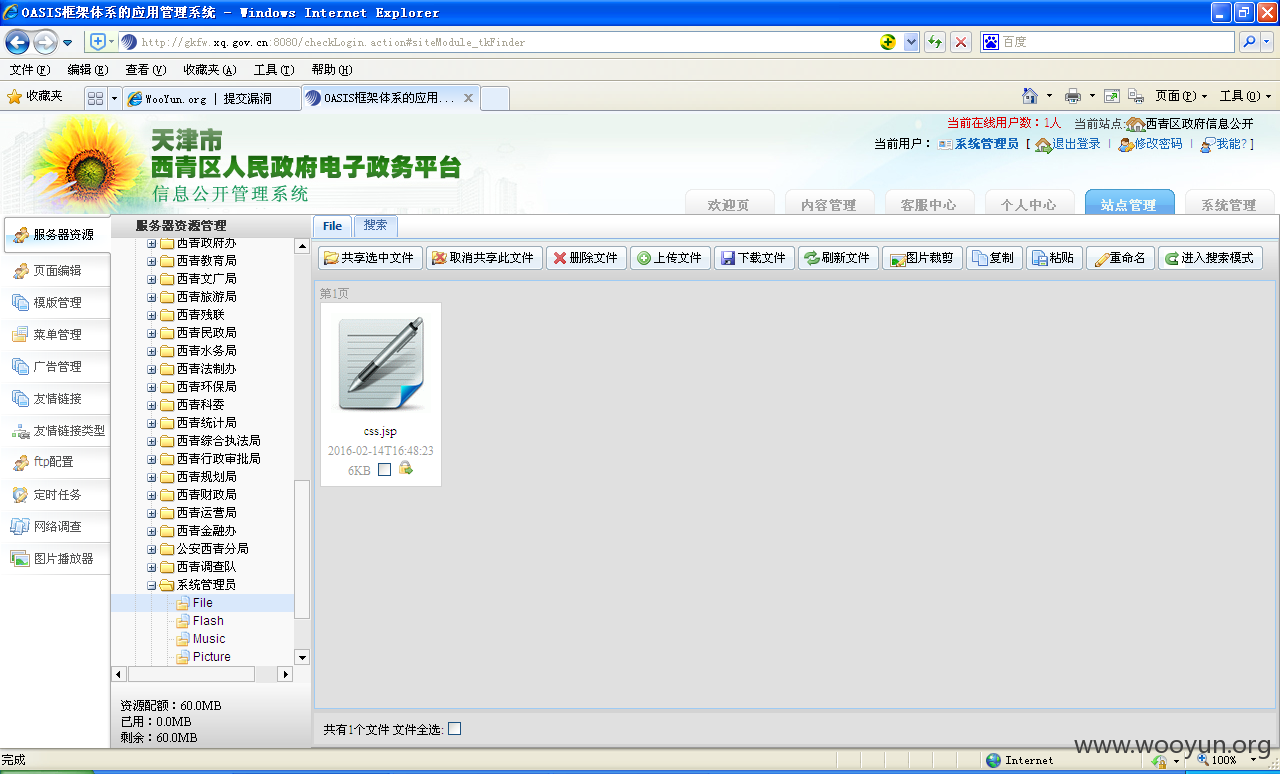 OASIS框架体系的应用管理系统 - Windows Internet Explorer
http://gkfw.xq.gov.cn:8080/checkLogin.action#siteModule_tkFinder
百度
文件(F) 编辑(E) 查看(V) 收藏夹(A) 工具(T) 帮助(H)
收藏夹
WooYun.org | 提交漏洞
OASIS框架体系的应用...
页面(P)
工具(O)
天津市
西青区人民政府电子政务平台
信息公开管理系统
当前在线用户数：1人 当前站点:西青区政府信息公开
当前用户： 系统管理员 [ 退出登录 | 修改密码 | 我能? ]
欢迎页 内容管理 客服中心 个人中心 站点管理 系统管理
服务器资源
页面编辑
模版管理
菜单管理
广告管理
友情链接
友情链接类型
ftp配置
定时任务
网络调查
图片播放器
服务器资源管理
西青政府办
西青教育局
西青文广局
西青旅游局
西青残联
西青民政局
西青水务局
西青法制办
西青环保局
西青科委
西青统计局
西青综合执法局
西青行政审批局
西青规划局
西青财政局
西青运营局
西青金融办
公安西青分局
西青调查队
系统管理员
File
Flash
Music
Picture
资源配额：60.0MB
已用：0.0MB
剩余：60.0MB
File 搜索
共享选中文件 取消共享此文件 删除文件 上传文件 下载文件 刷新文件 图片裁剪 复制 粘贴 重命名 进入搜索模式
第1页
css.jsp
2016-02-14T16:48:23
6KB
共有1个文件 文件全选:
www.wooyun.org
完成
Internet
100%